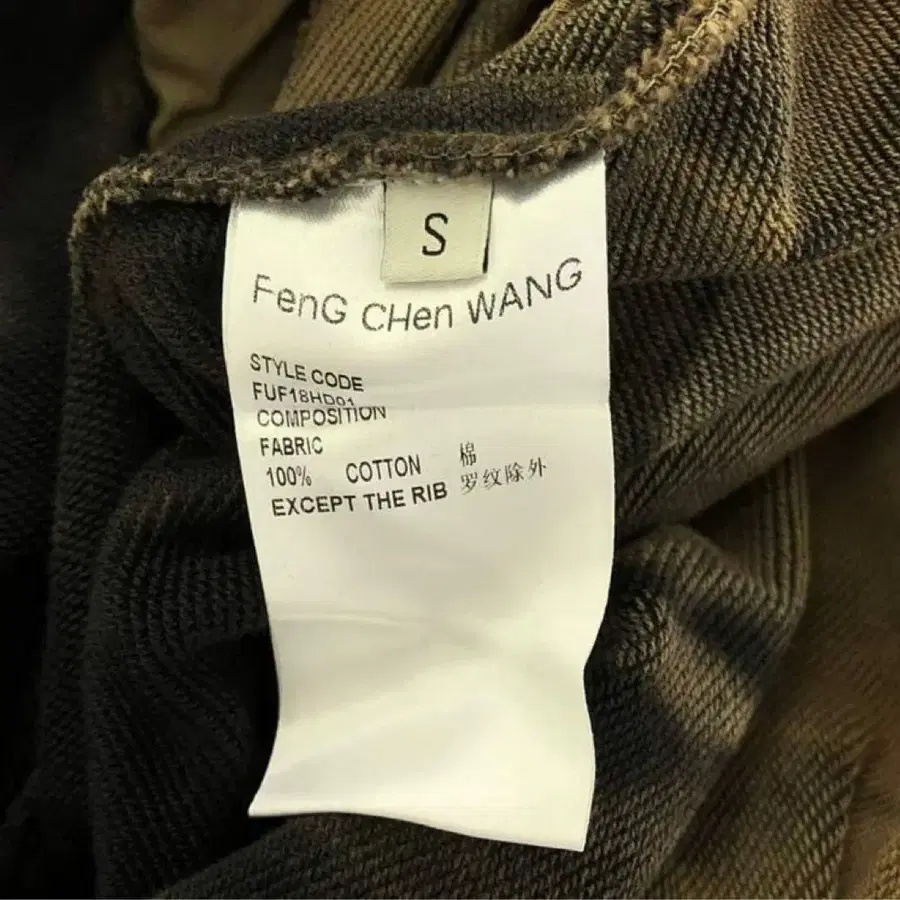 S
FenG CHen WANG
STYLE CODE
FUF18HD01
COMPOSITION
FABRIC
100% COTTON 棉
EXCEPT THE RIB 罗纹除外